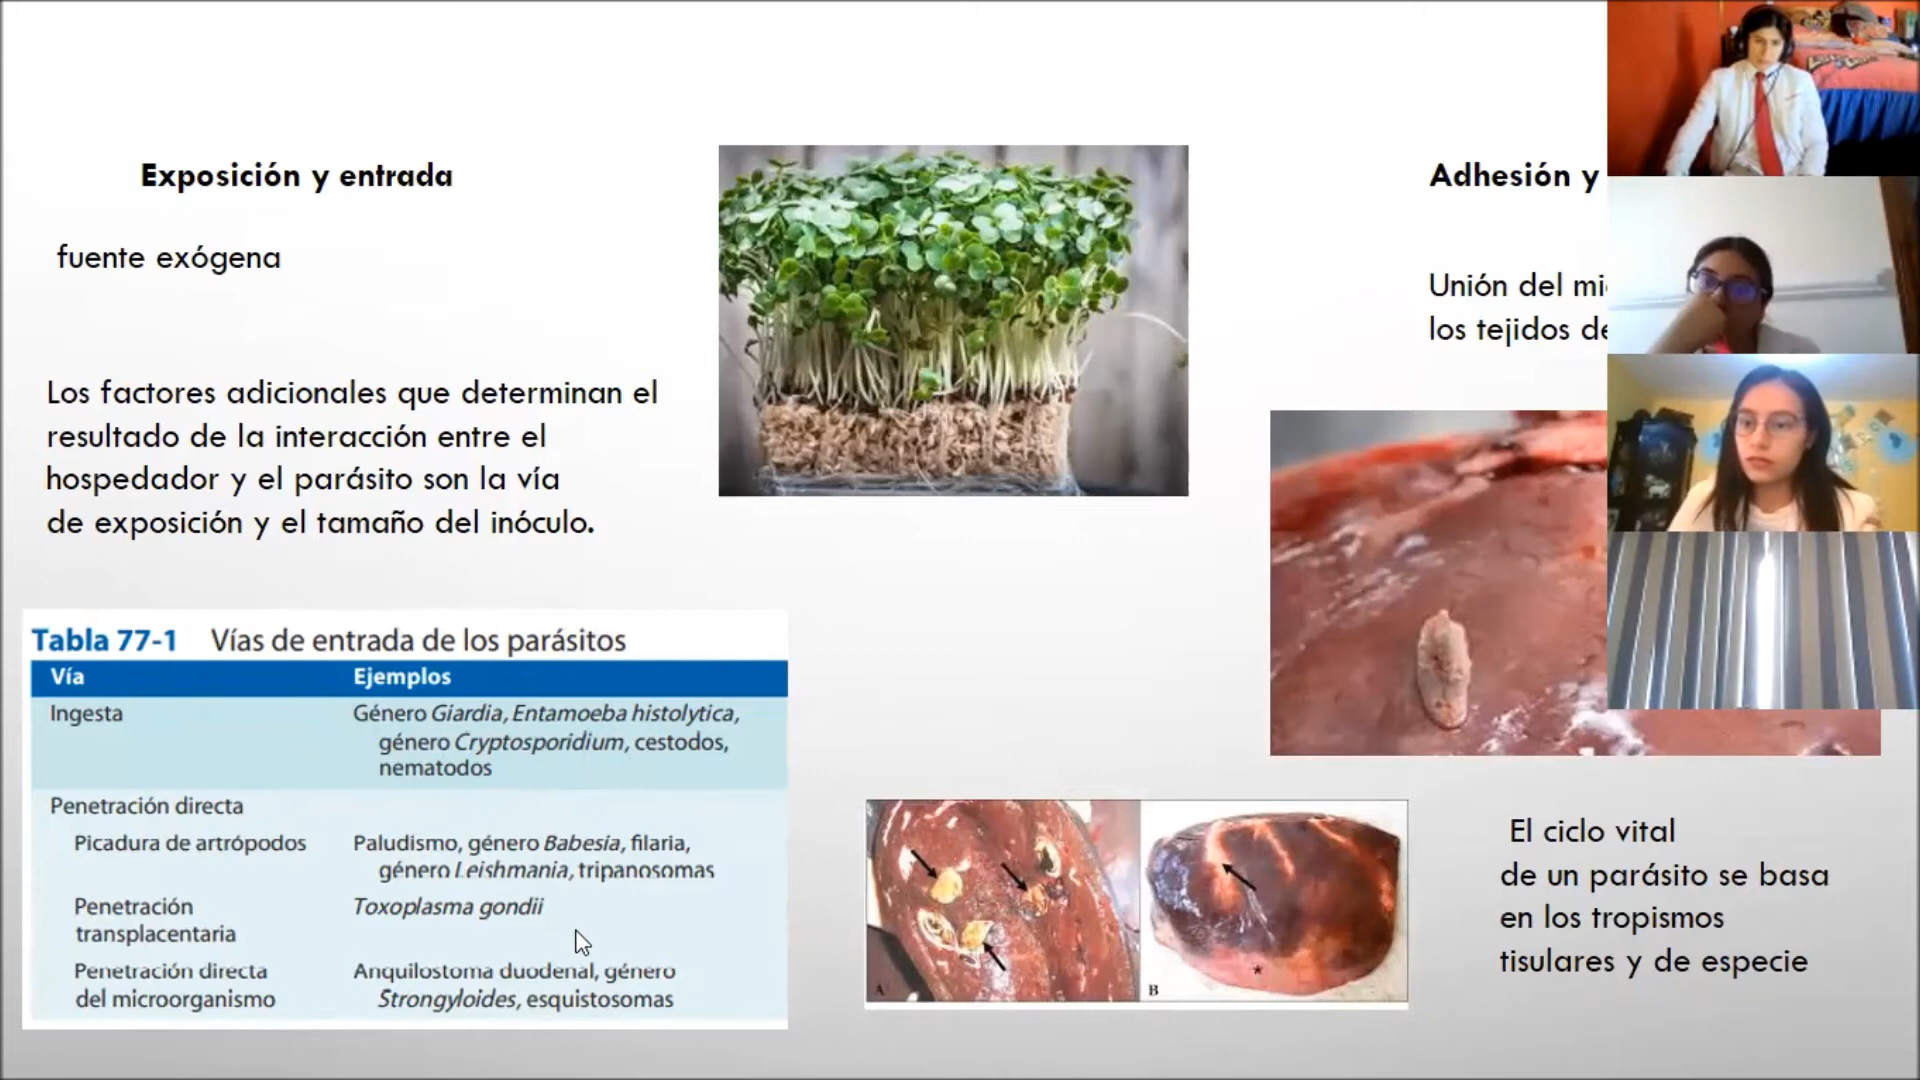 Exposición y entrada
fuente exógena
Los factores adicionales que determinan el
resultado de la interacción entre el
hospedador y el parásito son la vía
de exposición y el tamaño del inóculo.
Tabla 77-1 Vías de entrada de los parásitos
Vía Ejemplos
Ingesta Género Giardia, Entamoeba histolytica,
género Cryptosporidium, cestodos,
nematodos
Penetración directa
Picadura de artrópodos Paludismo, género Babesia, filaria,
género Leishmania, tripanosomas
Penetración Toxoplasma gondii
transplacentaria
Penetración directa Anquilostoma duodenal, género
del microorganismo Strongyloides, esquistosomas
Adhesión y
Unión del
los tejidos
A
B
*
El ciclo vital
de un parásito se basa
en los tropismos
tisulares y de especie